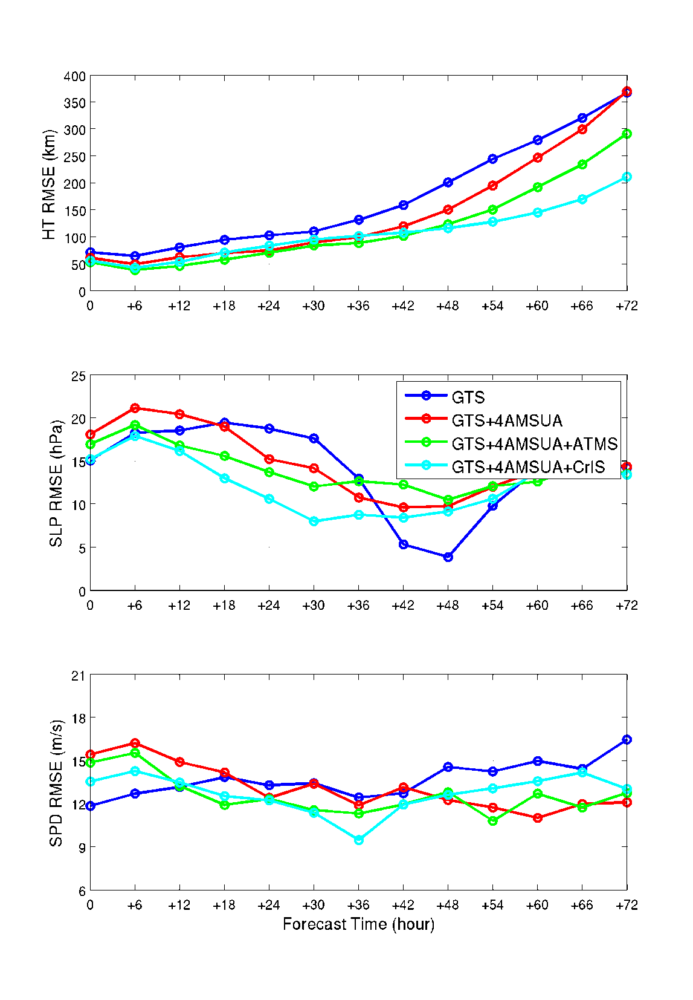 HT RMSE (km)
400
350
300
250
200
150
100
50
0
0 +6 +12 +18 +24 +30 +36 +42 +48 +54 +60 +66 +72
SLP RMSE (hPa)
25
20
15
10
5
0
GTS
GTS+4AMSUA
GTS+4AMSUA+ATMS
GTS+4AMSUA+CrIS
0 +6 +12 +18 +24 +30 +36 +42 +48 +54 +60 +66 +72
SPD RMSE (m/s)
21
18
15
12
9
6
0 +6 +12 +18 +24 +30 +36 +42 +48 +54 +60 +66 +72
Forecast Time (hour)